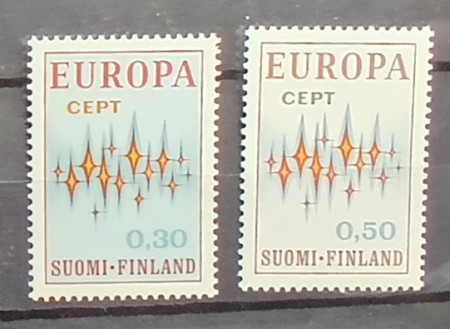 EUROPA
CEPT
0,30
SUOMI•FINLAND
EUROPA
CEPT
0,50
SUOMI•FINLAND